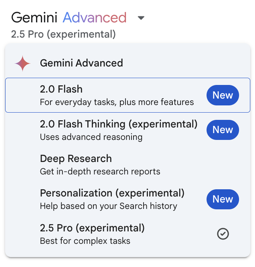 Gemini Advanced
2.5 Pro (experimental)
Gemini Advanced
2.0 Flash
For everyday tasks, plus more features
New
2.0 Flash Thinking (experimental)
Uses advanced reasoning
New
Deep Research
Get in-depth research reports
Personalization (experimental)
Help based on your Search history
New
2.5 Pro (experimental)
Best for complex tasks